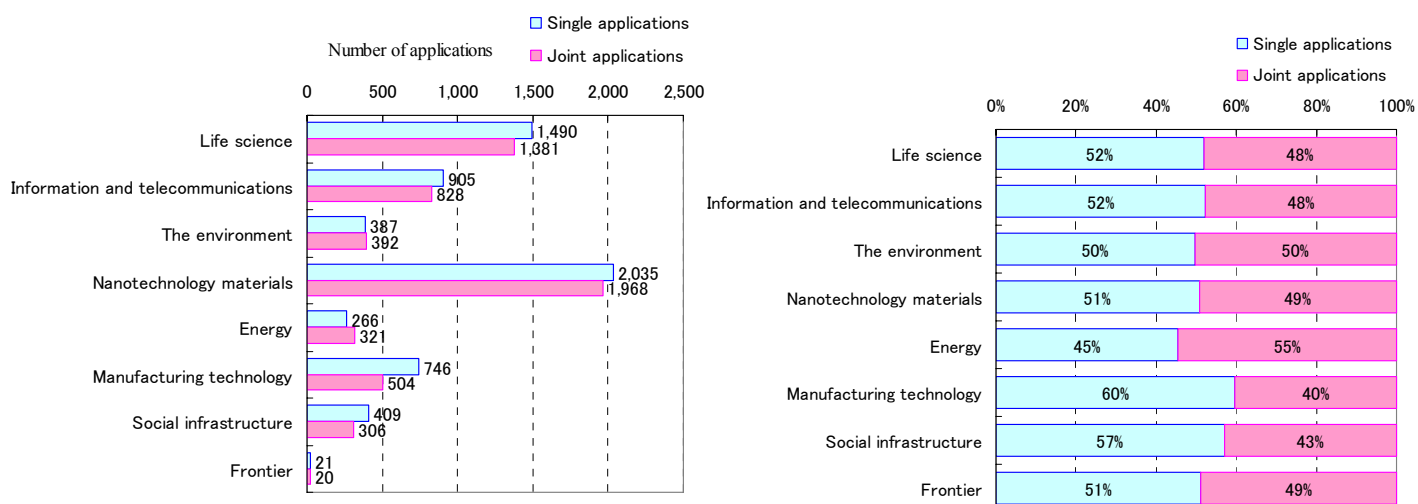 Single applications
Number of applications
Joint applications
0 500 1,000 1,500 2,000 2,500
Life science 1,490
1,381
Information and telecommunications 905
828
The environment 387
392
Nanotechnology materials 2,035
1,968
Energy 266
321
Manufacturing technology 746
504
Social infrastructure 409
306
Frontier 21
20
Single applications
Joint applications
0% 20% 40% 60% 80% 100%
Life science 52% 48%
Information and telecommunications 52% 48%
The environment 50% 50%
Nanotechnology materials 51% 49%
Energy 45% 55%
Manufacturing technology 60% 40%
Social infrastructure 57% 43%
Frontier 51% 49%